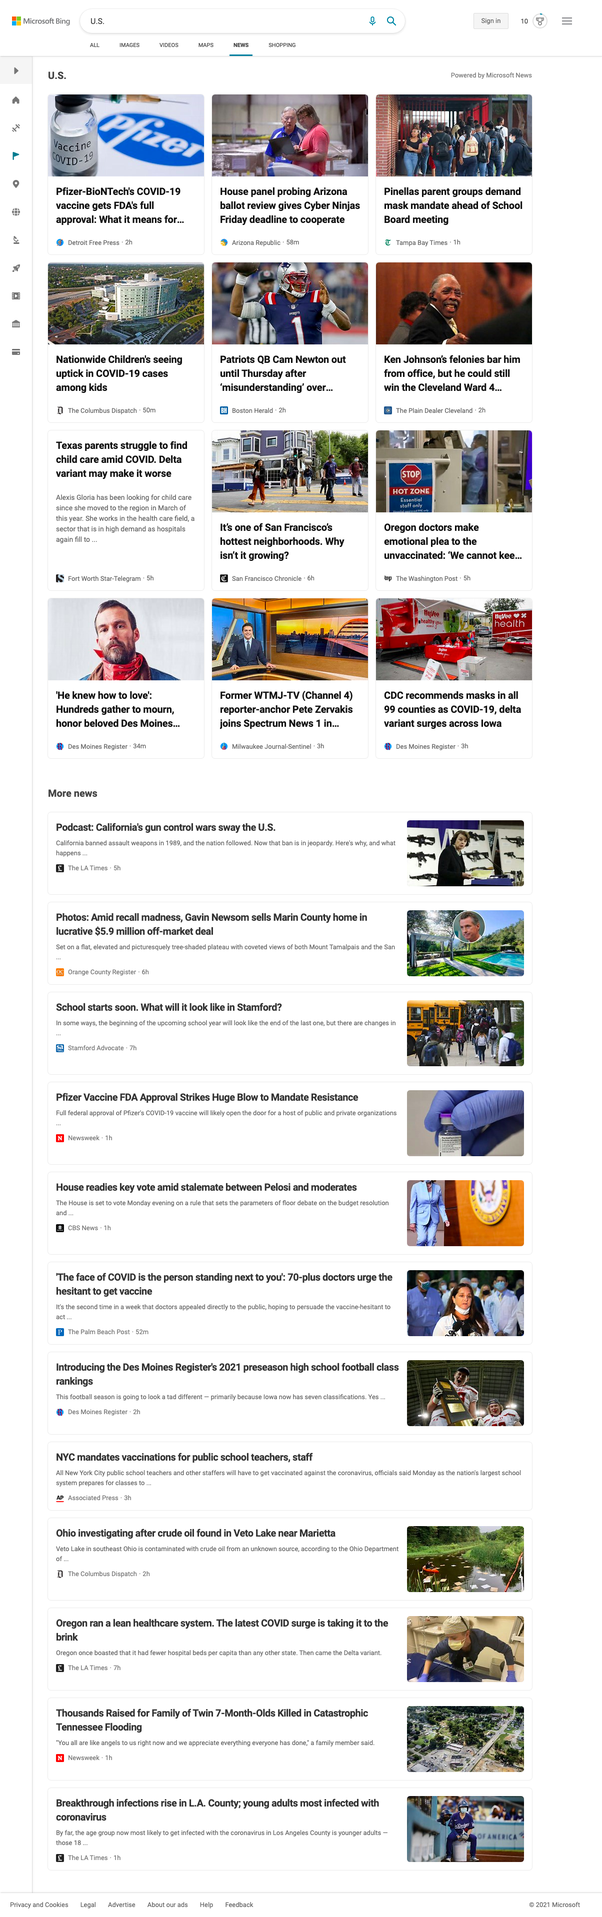 Microsoft Bing
U.S.
Sign in
10
ALL
IMAGES
VIDEOS
MAPS
NEWS
SHOPPING
U.S.
Powered by Microsoft News
Vaccine
COVID-19
Pfizer
Pfizer-BioNTech's COVID-19
vaccine gets FDA's full
approval: What it means for...
Detroit Free Press · 2h
House panel probing Arizona
ballot review gives Cyber Ninjas
Friday deadline to cooperate
Arizona Republic · 58m
Pinellas parent groups demand
mask mandate ahead of School
Board meeting
Tampa Bay Times · 1h
Nationwide Children's seeing
uptick in COVID-19 cases
among kids
The Columbus Dispatch · 50m
Patriots QB Cam Newton out
until Thursday after
'misunderstanding' over...
Boston Herald · 2h
Ken Johnson's felonies bar him
from office, but he could still
win the Cleveland Ward 4...
The Plain Dealer Cleveland · 2h
Texas parents struggle to find
child care amid COVID. Delta
variant may make it worse
Alexis Gloria has been looking for child care
since she moved to the region in March of
this year. She works in the health care field, a
sector that is in high demand as hospitals
again fill to ...
Fort Worth Star-Telegram · 5h
It's one of San Francisco's
hottest neighborhoods. Why
isn't it growing?
San Francisco Chronicle · 6h
STOP
HOT ZONE
Essential
staff only
Oregon doctors make
emotional plea to the
unvaccinated: 'We cannot kee...
The Washington Post · 5h
'He knew how to love':
Hundreds gather to mourn,
honor beloved Des Moines...
Des Moines Register · 34m
Former WTMJ-TV (Channel 4)
reporter-anchor Pete Zervakis
joins Spectrum News 1 in...
Milwaukee Journal-Sentinel · 3h
HyVee
health
CDC recommends masks in all
99 counties as COVID-19, delta
variant surges across Iowa
Des Moines Register · 3h
More news
Podcast: California's gun control wars sway the U.S.
California banned assault weapons in 1989, and the nation followed. Now that ban is in jeopardy. Here's why, and what
happens ...
The LA Times · 5h
Photos: Amid recall madness, Gavin Newsom sells Marin County home in
lucrative $5.9 million off-market deal
Set on a flat, elevated and picturesquely tree-shaded plateau with coveted views of both Mount Tamalpais and the San
...
Orange County Register · 6h
School starts soon. What will it look like in Stamford?
In some ways, the beginning of the upcoming school year will look like the end of the last one, but there are changes in
...
Stamford Advocate · 7h
Pfizer Vaccine FDA Approval Strikes Huge Blow to Mandate Resistance
Full federal approval of Pfizer's COVID-19 vaccine will likely open the door for a host of public and private organizations
...
Newsweek · 1h
House readies key vote amid stalemate between Pelosi and moderates
The House is set to vote Monday evening on a rule that sets the parameters of floor debate on the budget resolution
and ...
CBS News · 1h
'The face of COVID is the person standing next to you': 70-plus doctors urge the
hesitant to get vaccine
It's the second time in a week that doctors appealed directly to the public, hoping to persuade the vaccine-hesitant to
act ...
The Palm Beach Post · 52m
Introducing the Des Moines Register's 2021 preseason high school football class
rankings
This football season is going to look a tad different — primarily because Iowa now has seven classifications. Yes ...
Des Moines Register · 2h
NYC mandates vaccinations for public school teachers, staff
All New York City public school teachers and other staffers will have to get vaccinated against the coronavirus, officials said Monday as the nation's largest school
system prepares for classes to ...
AP Associated Press · 3h
Ohio investigating after crude oil found in Veto Lake near Marietta
Veto Lake in southeast Ohio is contaminated with crude oil from an unknown source, according to the Ohio Department
of ...
The Columbus Dispatch · 2h
Oregon ran a lean healthcare system. The latest COVID surge is taking it to the
brink
Oregon once boasted that it had fewer hospital beds per capita than any other state. Then came the Delta variant.
The LA Times · 7h
Thousands Raised for Family of Twin 7-Month-Olds Killed in Catastrophic
Tennessee Flooding
"You all are like angels to us right now and we appreciate everything everyone has done," a family member said.
Newsweek · 1h
Breakthrough infections rise in L.A. County; young adults most infected with
coronavirus
By far, the age group now most likely to get infected with the coronavirus in Los Angeles County is younger adults —
those 18 ...
OF AMERICA
The LA Times · 1h
Privacy and Cookies
Legal
Advertise
About our ads
Help
Feedback
© 2021 Microsoft